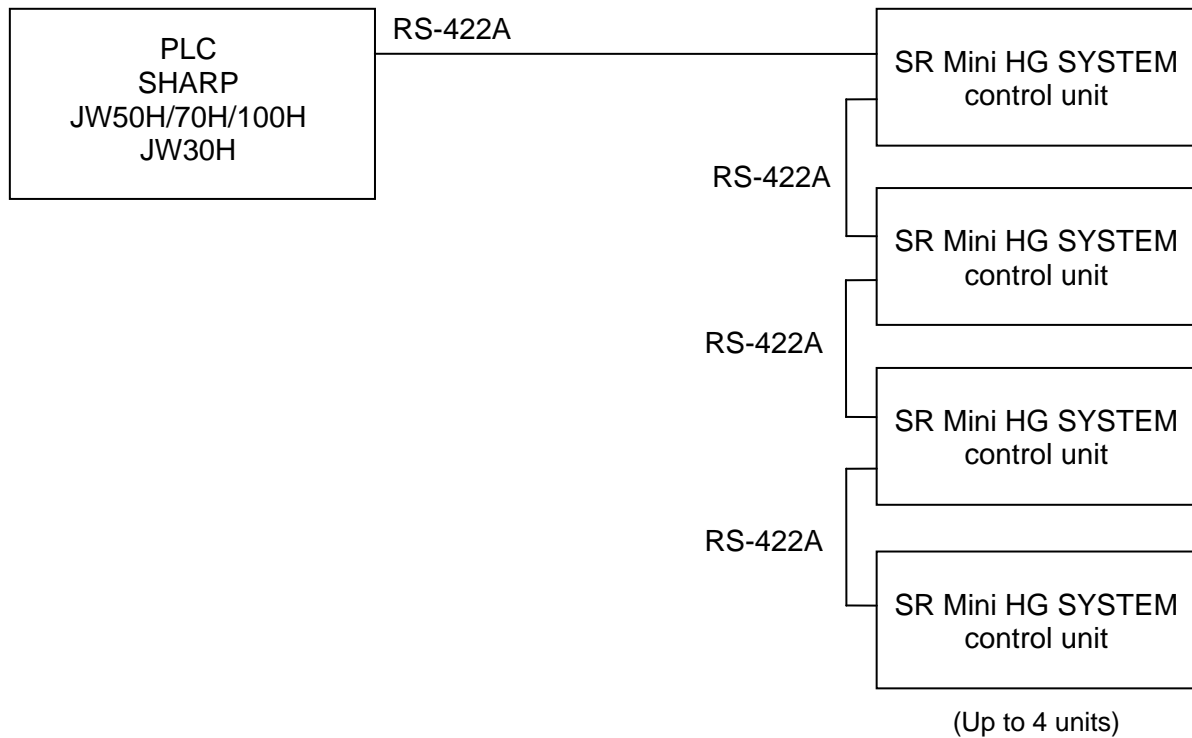 PLC
SHARP
JW50H/70H/100H
JW30H
RS-422A
SR Mini HG SYSTEM
control unit
RS-422A
SR Mini HG SYSTEM
control unit
RS-422A
SR Mini HG SYSTEM
control unit
RS-422A
SR Mini HG SYSTEM
control unit
(Up to 4 units)